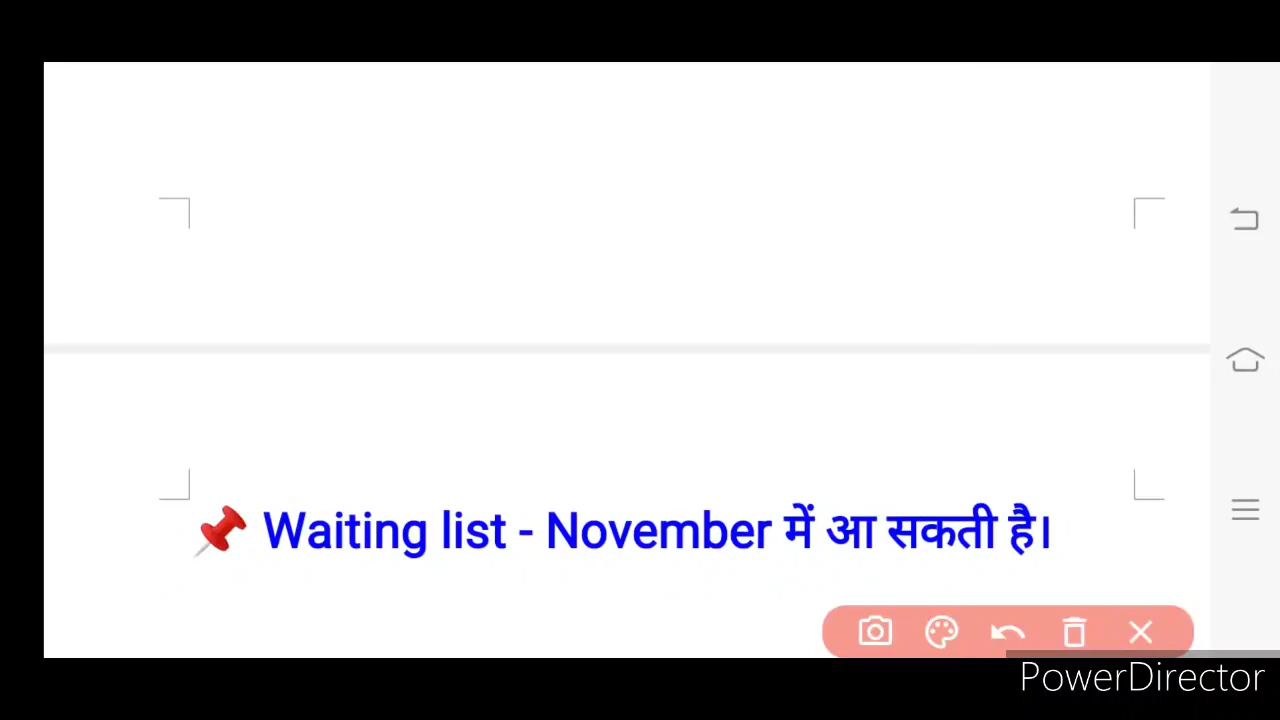 📌 Waiting list - November में आ सकती है।
PowerDirector